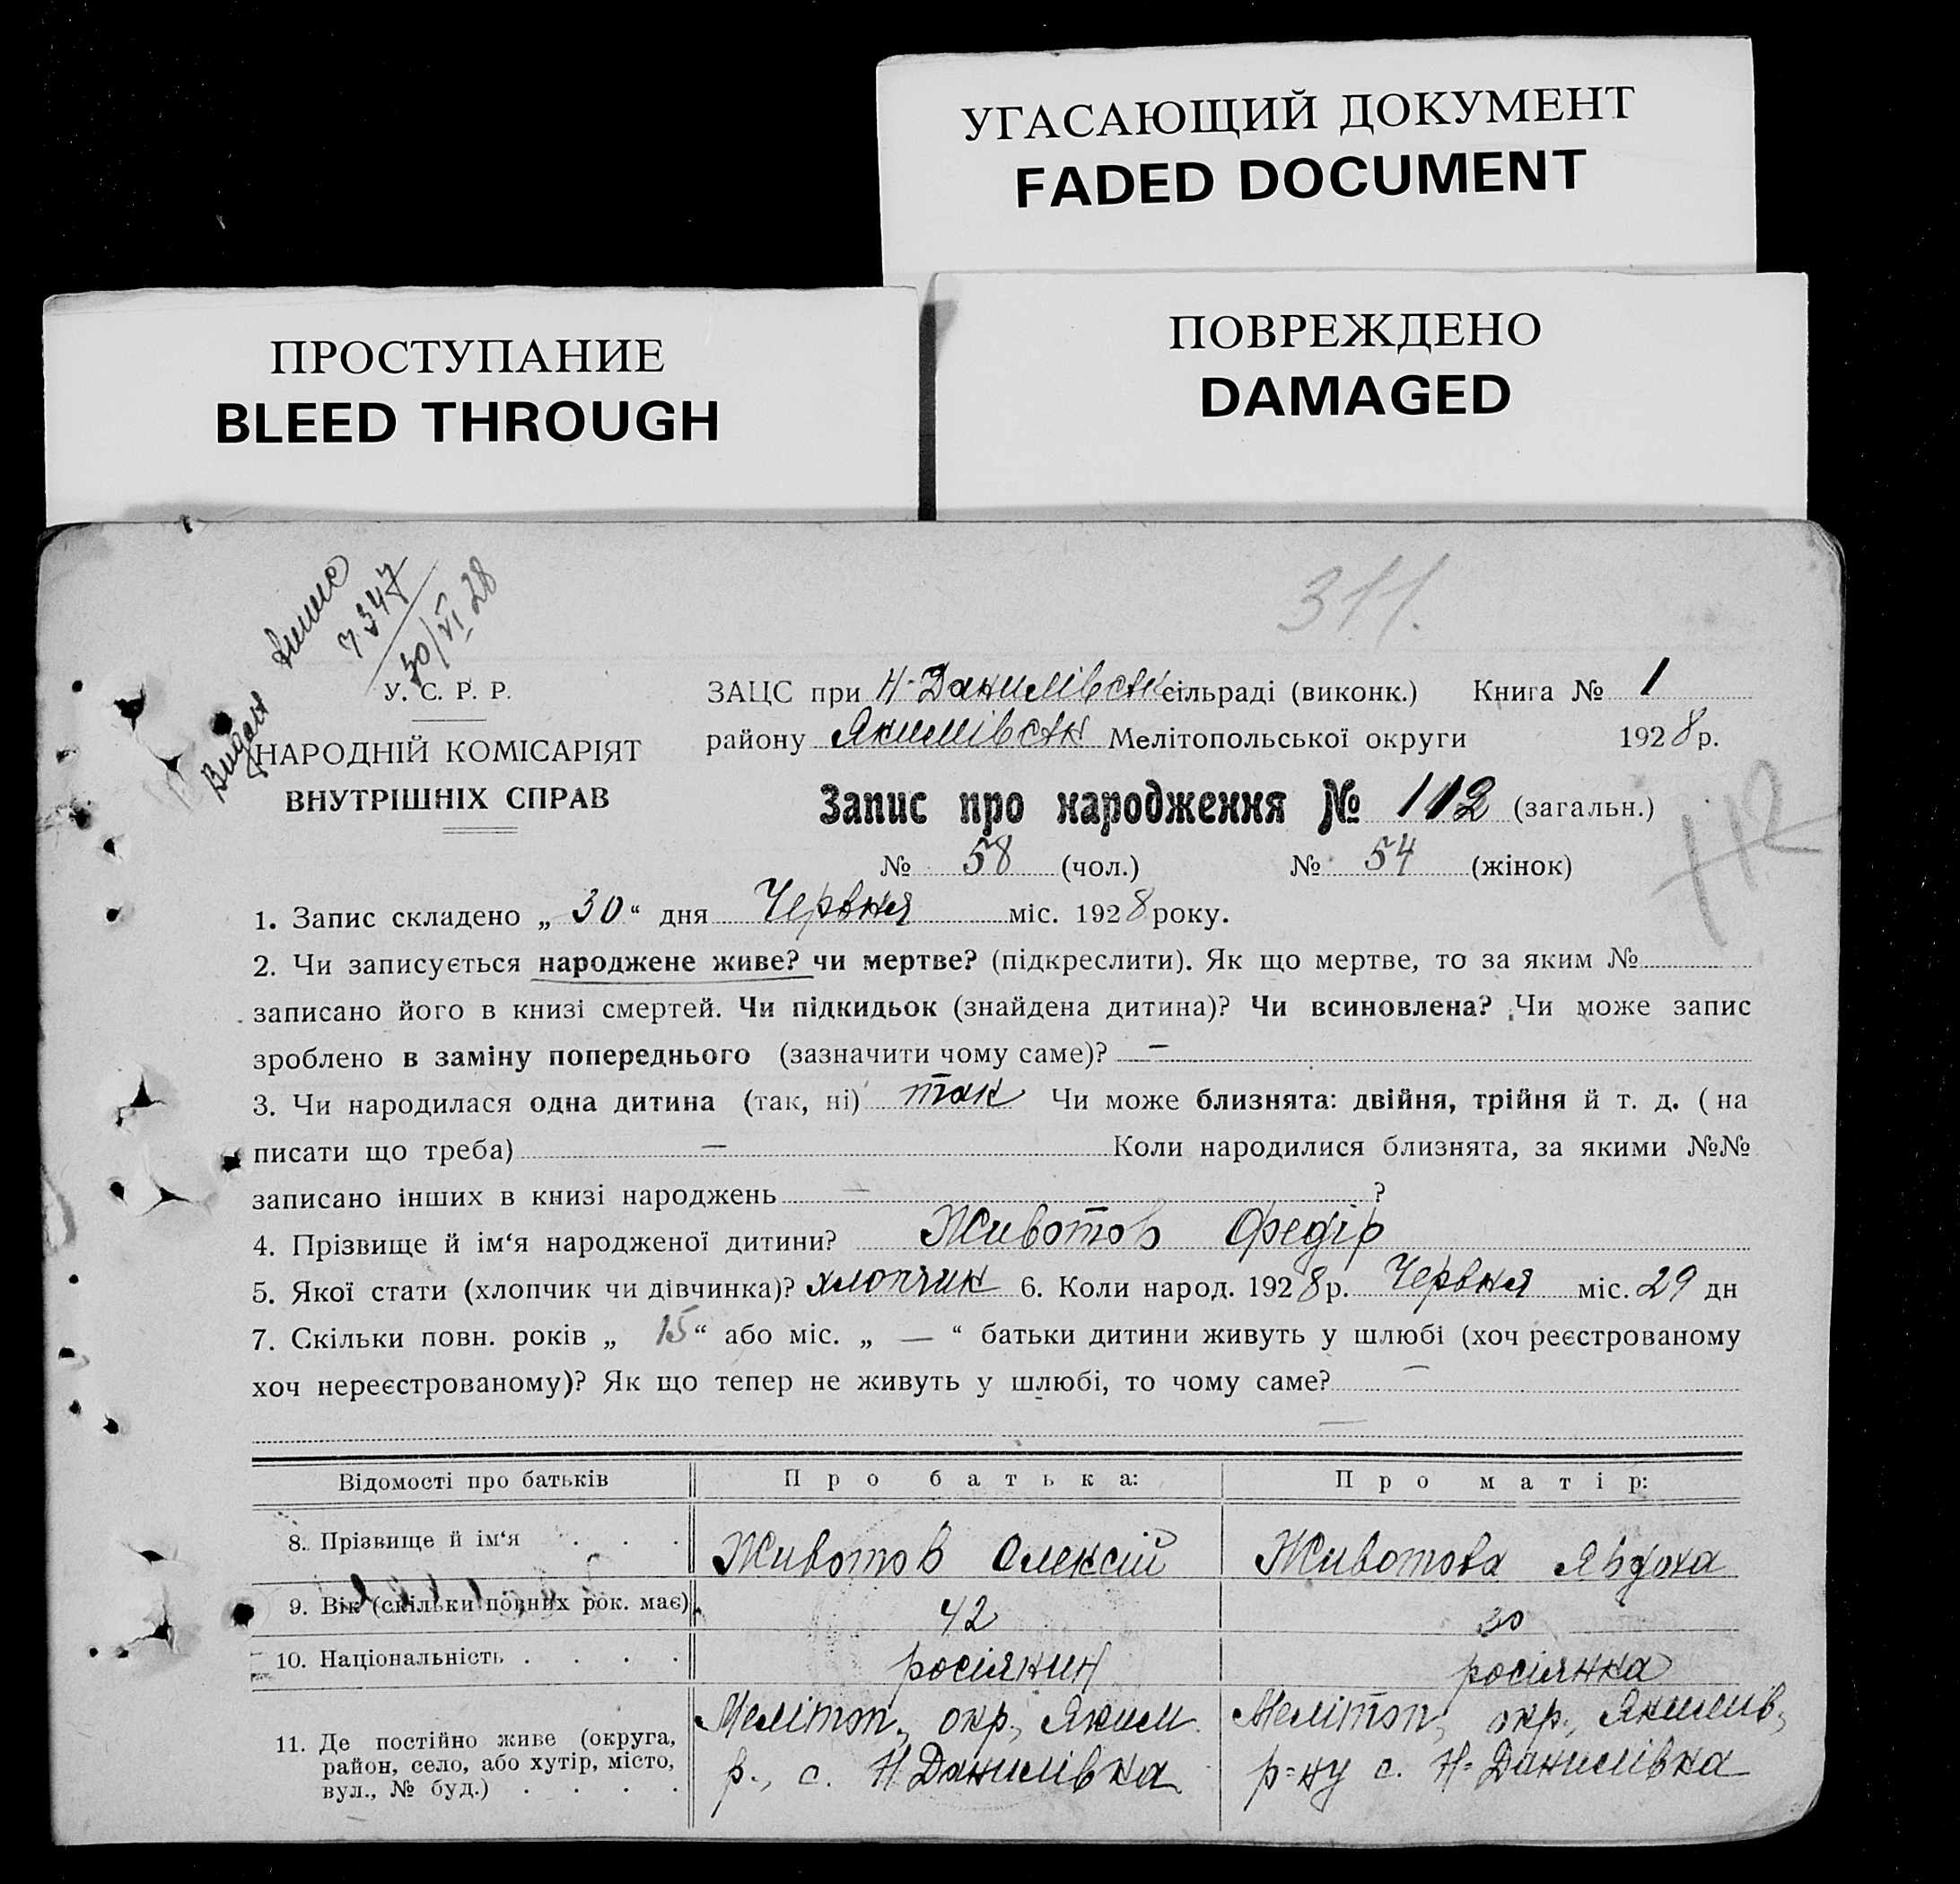 УГАСАЮЩИЙ ДОКУМЕНТ
FADED DOCUMENT
ПРОСТУПАНИЕ
BLEED THROUGH
ПОВРЕЖДЕНО
DAMAGED
311.
Видан
7347
30/VI 28
У. С. Р. Р.
НАРОДНІЙ КОМІСАРІЯТ
ВНУТРІШНІХ СПРАВ
ЗАЦС при Н-Данилівськ сільраді (виконк.) Книга № 1
району Якимівськ Мелітопольської округи 1928 р.
Запис про народження № 112 (загальн.)
112
№ 58 (чол.) № 54 (жінок)
1. Запис складено „ 30 “ дня Червня міс. 1928 року.
2. Чи записується народжене живе? чи мертве? (підкреслити). Як що мертве, то за яким №
записано його в книзі смертей. Чи підкидьок (знайдена дитина)? Чи всиновлена? Чи може запис
зроблено в заміну попереднього (зазначити чому саме)? —
3. Чи народилася одна дитина (так, ні) так Чи може близнята: двійня, трійня й т. д. ( на
писати що треба) — Коли народилися близнята, за якими №№
записано інших в книзі народжень — ?
4. Прізвище й ім‘я народженої дитини? Животов Федір
5. Якої стати (хлопчик чи дівчинка)? хлопчик 6. Коли народ. 1928 р. Червня міс. 29 дн
7. Скільки повн. років „ 15 “ або міс. „ — “ батьки дитини живуть у шлюбі (хоч реєстрованому
хоч нереєстрованому)? Як що тепер не живуть у шлюбі, то чому саме? —
—
Відомості про батьків Про батька: Про матір:
8. Прізвище й ім‘я . . . Животов Олексій Животова Явдоха
9. Вік (скільки повних рок. має) 42 30
10. Національність . . . . росіянин росіянка
11. Де постійно живе (округа, Меліт​оп, окр., Яким. Мелітоп, окр., Якимів,
район, село, або хутір, місто, р., с. Н Данилівка р=ну с. Н=Данилівка
вул., № буд.) . . . .